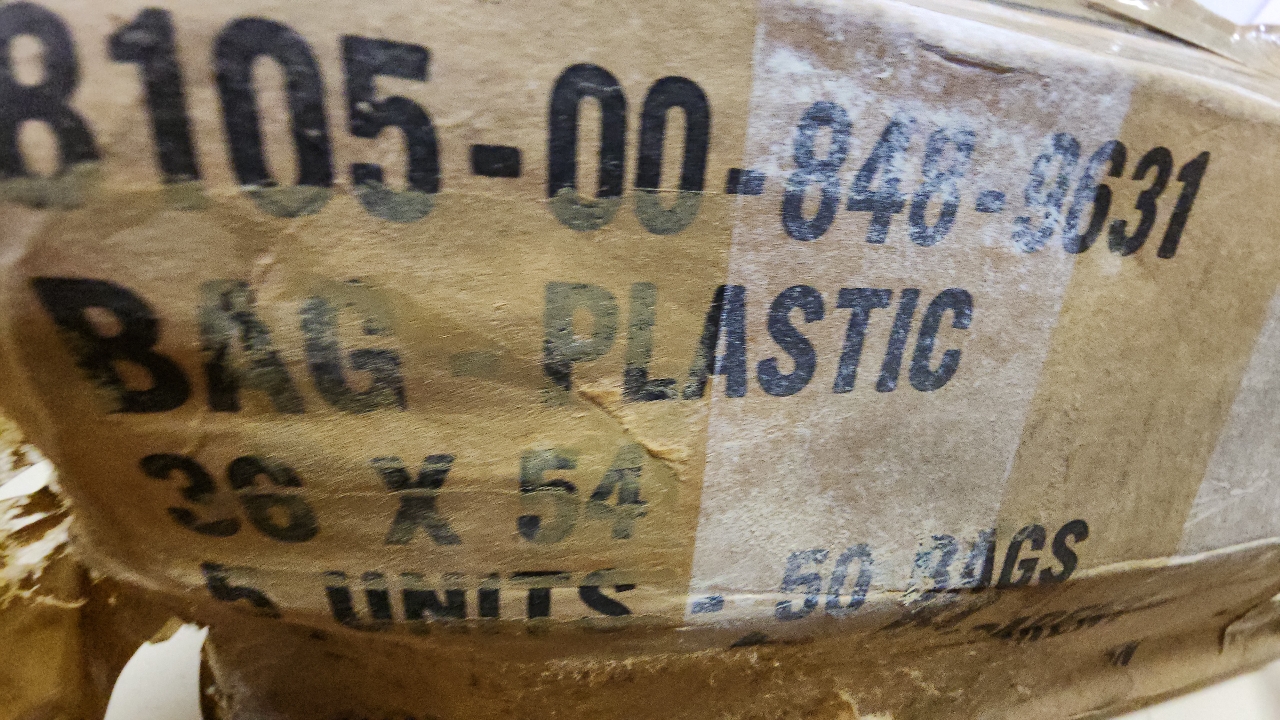 8105-00-848-9631
BAG - PLASTIC
36 X 54
5 UNITS - 50 BAGS